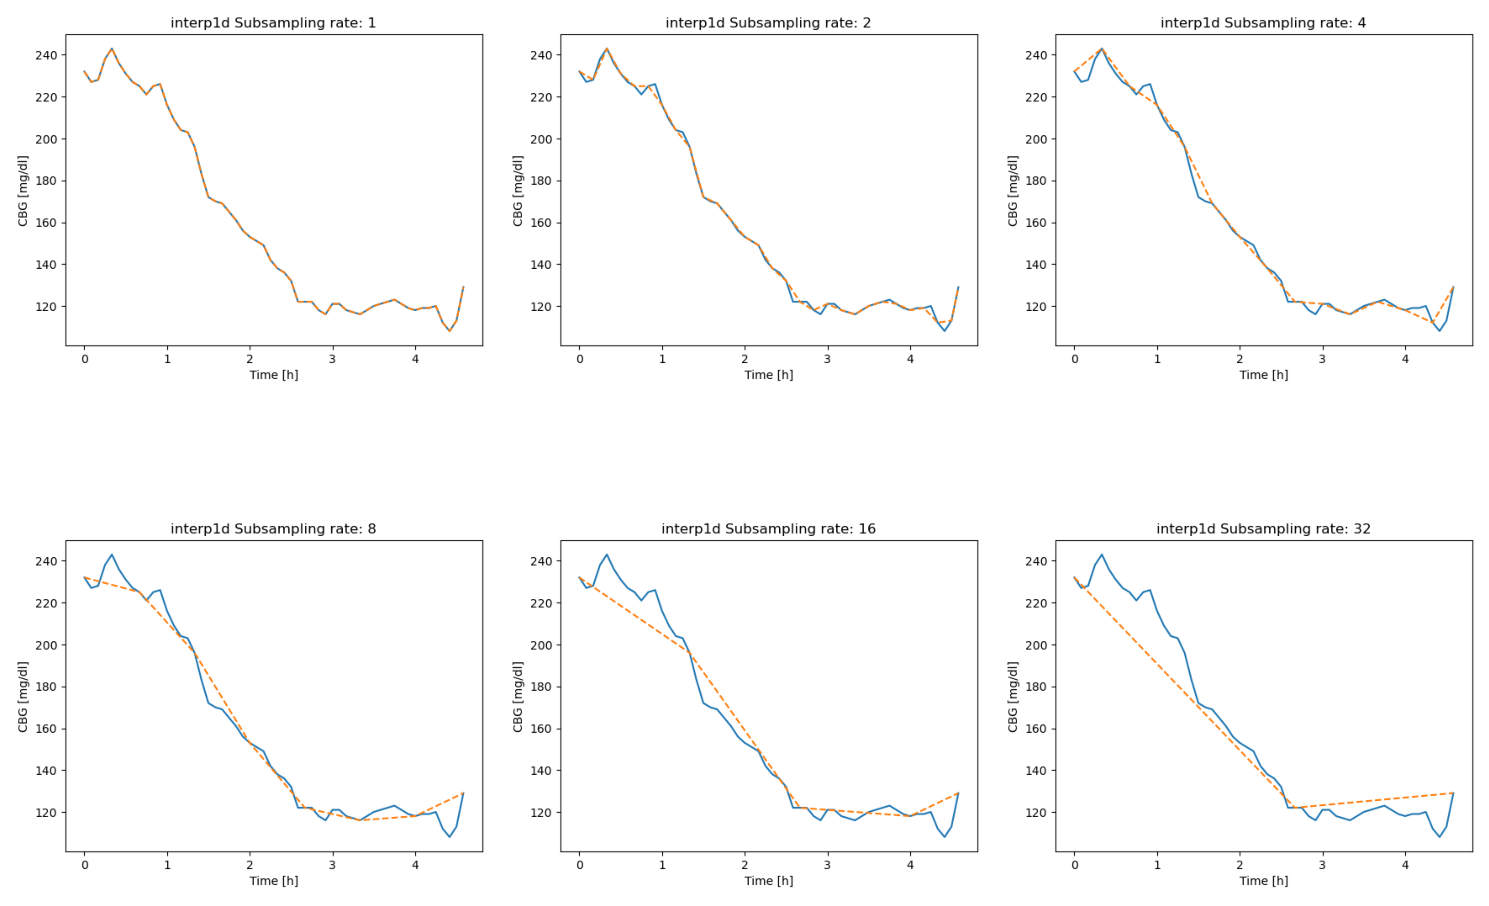 interp1d Subsampling rate: 1
240
220
200
180
160
140
120
CBG [mg/dl]
0 1 2 3 4
Time [h]
interp1d Subsampling rate: 2
240
220
200
180
160
140
120
CBG [mg/dl]
0 1 2 3 4
Time [h]
interp1d Subsampling rate: 4
240
220
200
180
160
140
120
CBG [mg/dl]
0 1 2 3 4
Time [h]
interp1d Subsampling rate: 8
240
220
200
180
160
140
120
CBG [mg/dl]
0 1 2 3 4
Time [h]
interp1d Subsampling rate: 16
240
220
200
180
160
140
120
CBG [mg/dl]
0 1 2 3 4
Time [h]
interp1d Subsampling rate: 32
240
220
200
180
160
140
120
CBG [mg/dl]
0 1 2 3 4
Time [h]